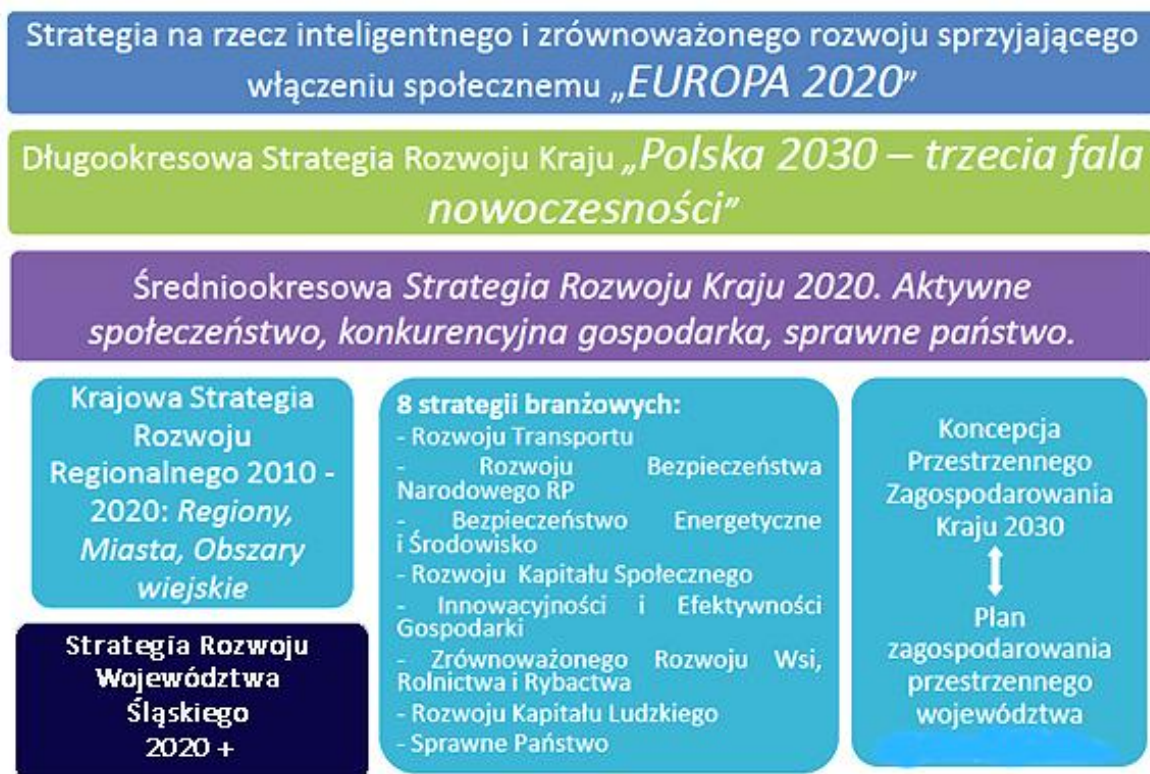 Strategia na rzecz inteligentnego i zrównoważonego rozwoju sprzyjającego
włączeniu społecznemu „EUROPA 2020”
Długookresowa Strategia Rozwoju Kraju „Polska 2030 – trzecia fala
nowoczesności”
Średniookresowa Strategia Rozwoju Kraju 2020. Aktywne
społeczeństwo, konkurencyjna gospodarka, sprawne państwo.
Krajowa Strategia
Rozwoju
Regionalnego 2010 -
2020: Regiony,
Miasta, Obszary
wiejskie
Strategia Rozwoju
Województwa
Śląskiego
2020 +
8 strategii branżowych:
- Rozwoju Transportu
- Rozwoju Bezpieczeństwa
Narodowego RP
- Bezpieczeństwo Energetyczne
i Środowisko
- Rozwoju Kapitału Społecznego
- Innowacyjności i Efektywności
Gospodarki
- Zrównoważonego Rozwoju Wsi,
Rolnictwa i Rybactwa
- Rozwoju Kapitału Ludzkiego
- Sprawne Państwo
Koncepcja
Przestrzennego
Zagospodarowania
Kraju 2030
Plan
zagospodarowania
przestrzennego
województwa